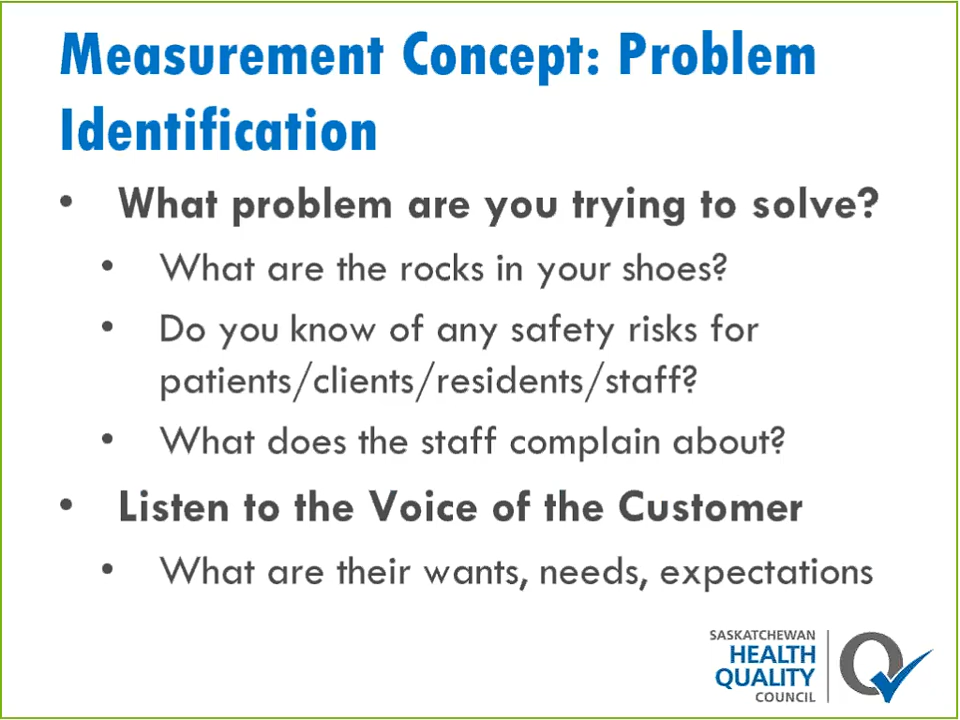 Measurement Concept: Problem
Identification
• What problem are you trying to solve?
• What are the rocks in your shoes?
• Do you know of any safety risks for
patients/clients/residents/staff?
• What does the staff complain about?
• Listen to the Voice of the Customer
• What are their wants, needs, expectations
SASKATCHEWAN
HEALTH
QUALITY
COUNCIL
Q